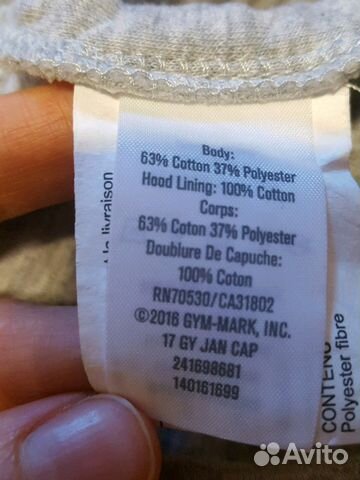 Body:
63% Cotton 37% Polyester
Hood Lining: 100% Cotton
Corps:
63% Coton 37% Polyester
Doublure De Capuche:
100% Coton
RN70530/CA31802
©2016 GYM-MARK, INC.
17 GY JAN CAP
241698681
140161699
la livraison
CONTENU
Polyester fibre
Avito